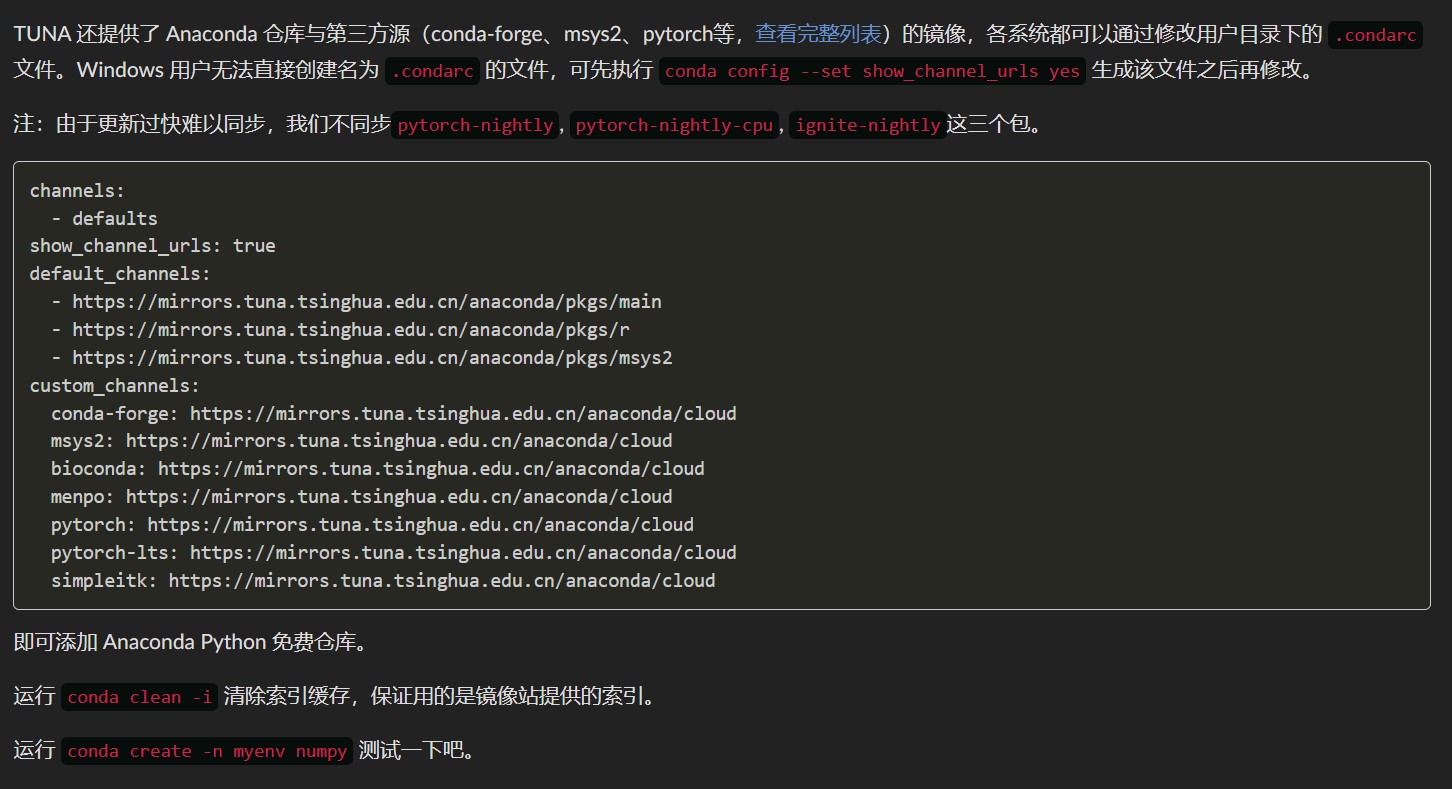 TUNA 还提供了 Anaconda 仓库与第三方源（conda-forge、msys2、pytorch等，查看完整列表）的镜像，各系统都可以通过修改用户目录下的 .condarc
文件。Windows 用户无法直接创建名为 .condarc 的文件，可先执行 conda config --set show_channel_urls yes 生成该文件之后再修改。
注：由于更新过快难以同步，我们不同步pytorch-nightly, pytorch-nightly-cpu, ignite-nightly这三个包。
channels:
  - defaults
show_channel_urls: true
default_channels:
  - https://mirrors.tuna.tsinghua.edu.cn/anaconda/pkgs/main
  - https://mirrors.tuna.tsinghua.edu.cn/anaconda/pkgs/r
  - https://mirrors.tuna.tsinghua.edu.cn/anaconda/pkgs/msys2
custom_channels:
  conda-forge: https://mirrors.tuna.tsinghua.edu.cn/anaconda/cloud
  msys2: https://mirrors.tuna.tsinghua.edu.cn/anaconda/cloud
  bioconda: https://mirrors.tuna.tsinghua.edu.cn/anaconda/cloud
  menpo: https://mirrors.tuna.tsinghua.edu.cn/anaconda/cloud
  pytorch: https://mirrors.tuna.tsinghua.edu.cn/anaconda/cloud
  pytorch-lts: https://mirrors.tuna.tsinghua.edu.cn/anaconda/cloud
  simpleitk: https://mirrors.tuna.tsinghua.edu.cn/anaconda/cloud
即可添加 Anaconda Python 免费仓库。
运行 conda clean -i 清除索引缓存，保证用的是镜像站提供的索引。
运行 conda create -n myenv numpy 测试一下吧。